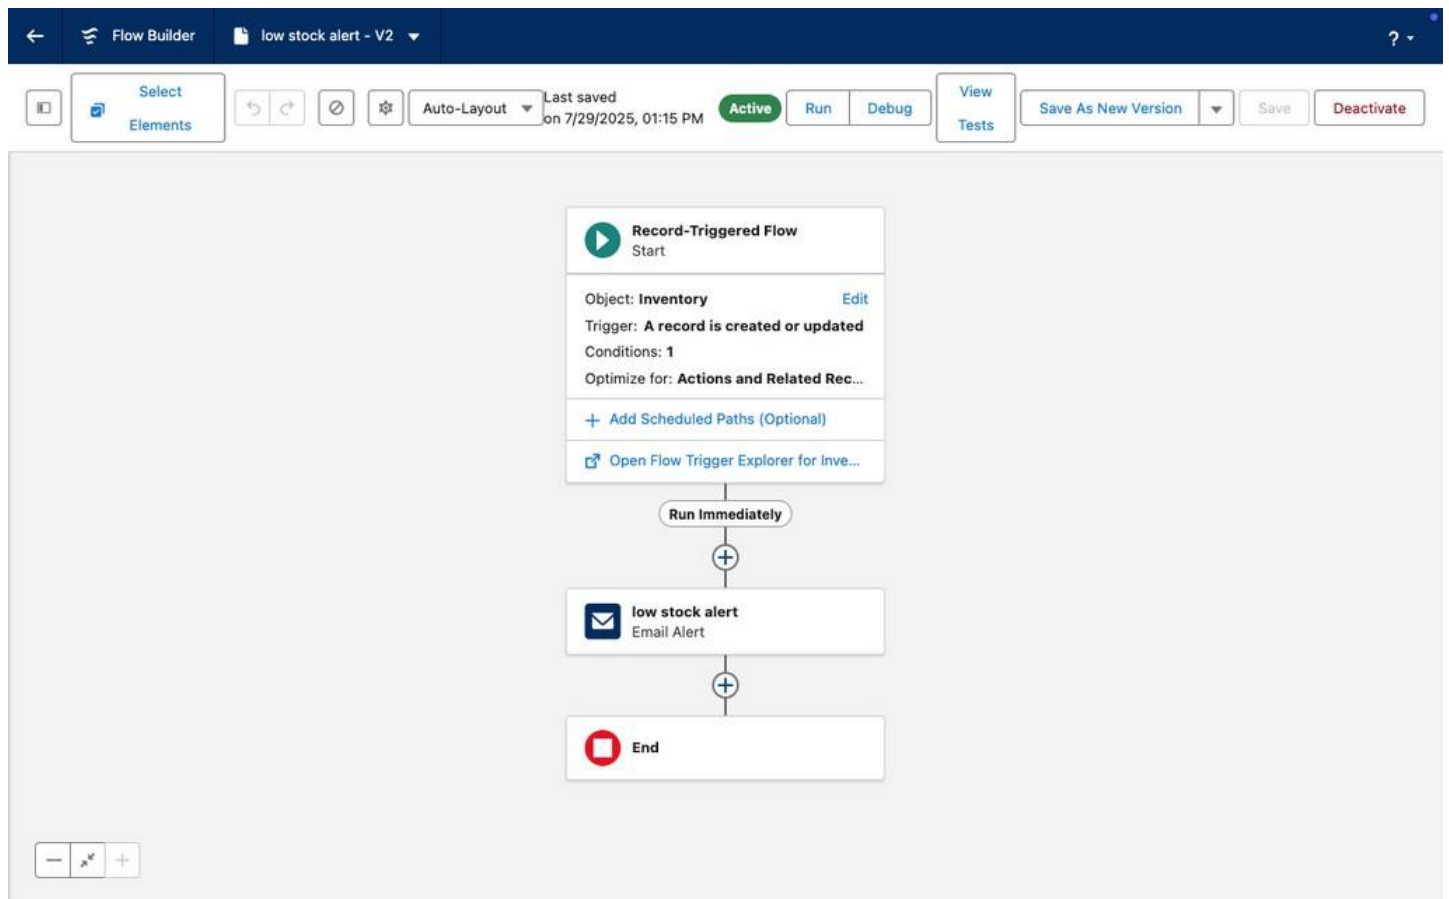 Flow Builder
low stock alert - V2
?
Select
Elements
Auto-Layout
Last saved
on 7/29/2025, 01:15 PM
Active
Run
Debug
View
Tests
Save As New Version
Save
Deactivate
Record-Triggered Flow
Start
Object: Inventory
Edit
Trigger: A record is created or updated
Conditions: 1
Optimize for: Actions and Related Rec...
+ Add Scheduled Paths (Optional)
Open Flow Trigger Explorer for Inve...
Run Immediately
low stock alert
Email Alert
End